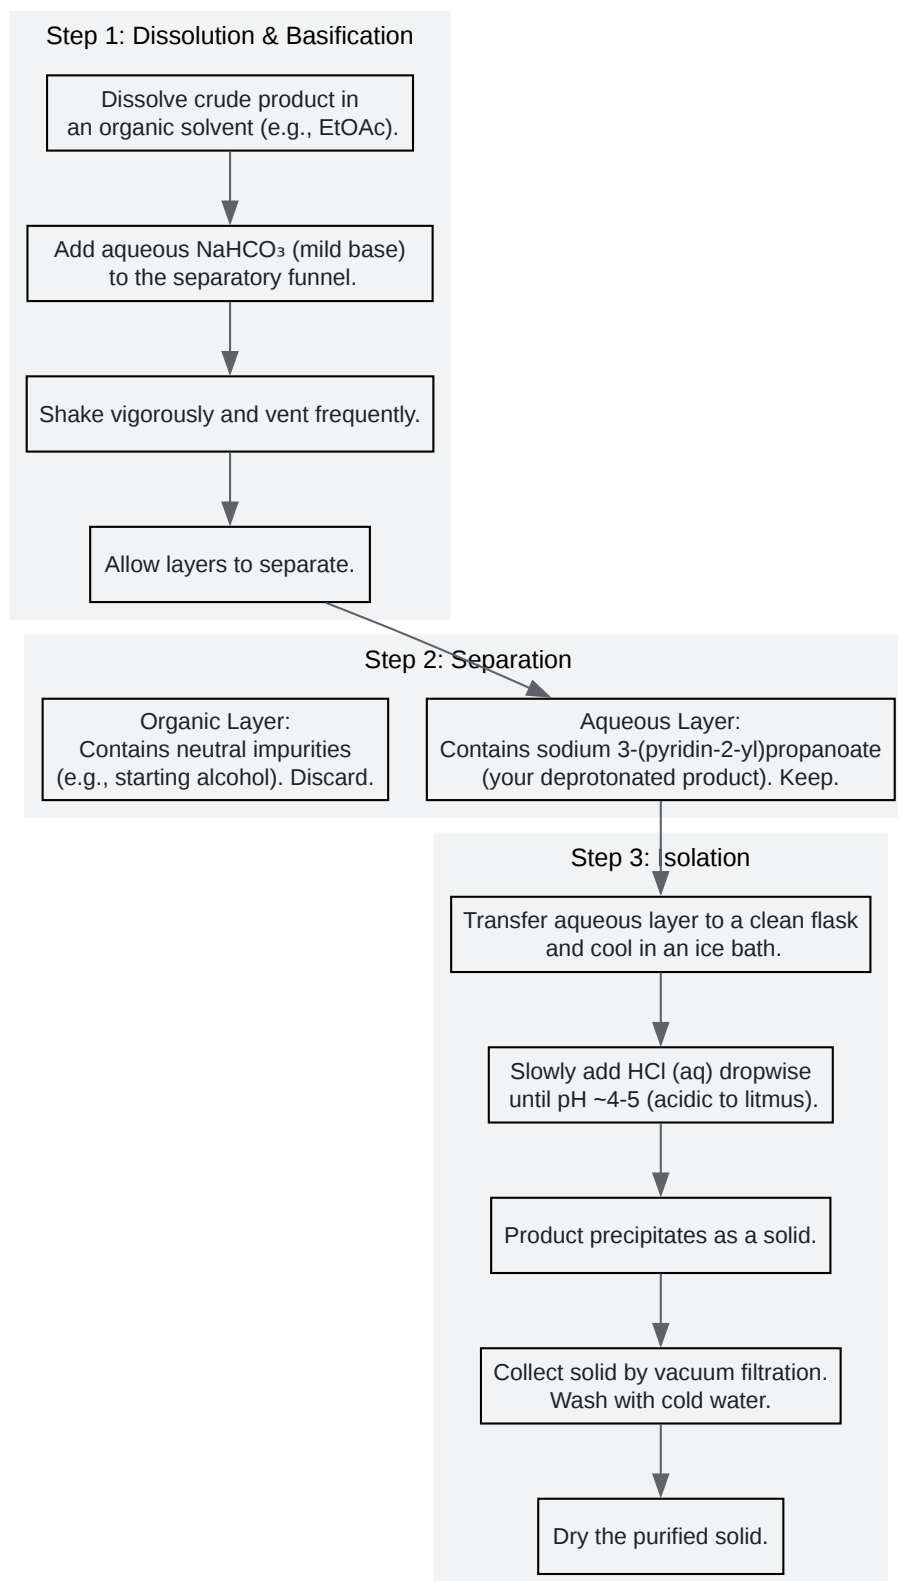 Step 1: Dissolution & Basification
Dissolve crude product in
an organic solvent (e.g., EtOAc).
Add aqueous NaHCO₃ (mild base)
to the separatory funnel.
Shake vigorously and vent frequently.
Allow layers to separate.
Step 2: Separation
Organic Layer:
Contains neutral impurities
(e.g., starting alcohol). Discard.
Aqueous Layer:
Contains sodium 3-(pyridin-2-yl)propanoate
(your deprotonated product). Keep.
Step 3: Isolation
Transfer aqueous layer to a clean flask
and cool in an ice bath.
Slowly add HCl (aq) dropwise
until pH ~4-5 (acidic to litmus).
Product precipitates as a solid.
Collect solid by vacuum filtration.
Wash with cold water.
Dry the purified solid.